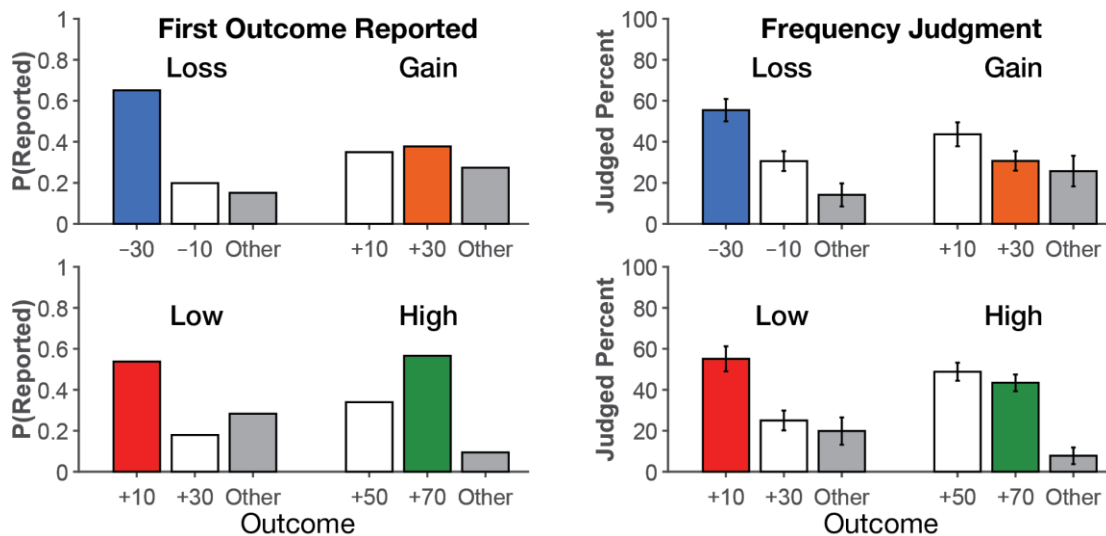 First Outcome Reported
Loss Gain
P(Reported)
1
0.8
0.6
0.4
0.2
0
−30 −10 Other +10 +30 Other
Frequency Judgment
Loss Gain
Judged Percent
100
80
60
40
20
0
−30 −10 Other +10 +30 Other
Low High
P(Reported)
1
0.8
0.6
0.4
0.2
0
+10 +30 Other +50 +70 Other
Outcome
Low High
Judged Percent
100
80
60
40
20
0
+10 +30 Other +50 +70 Other
Outcome